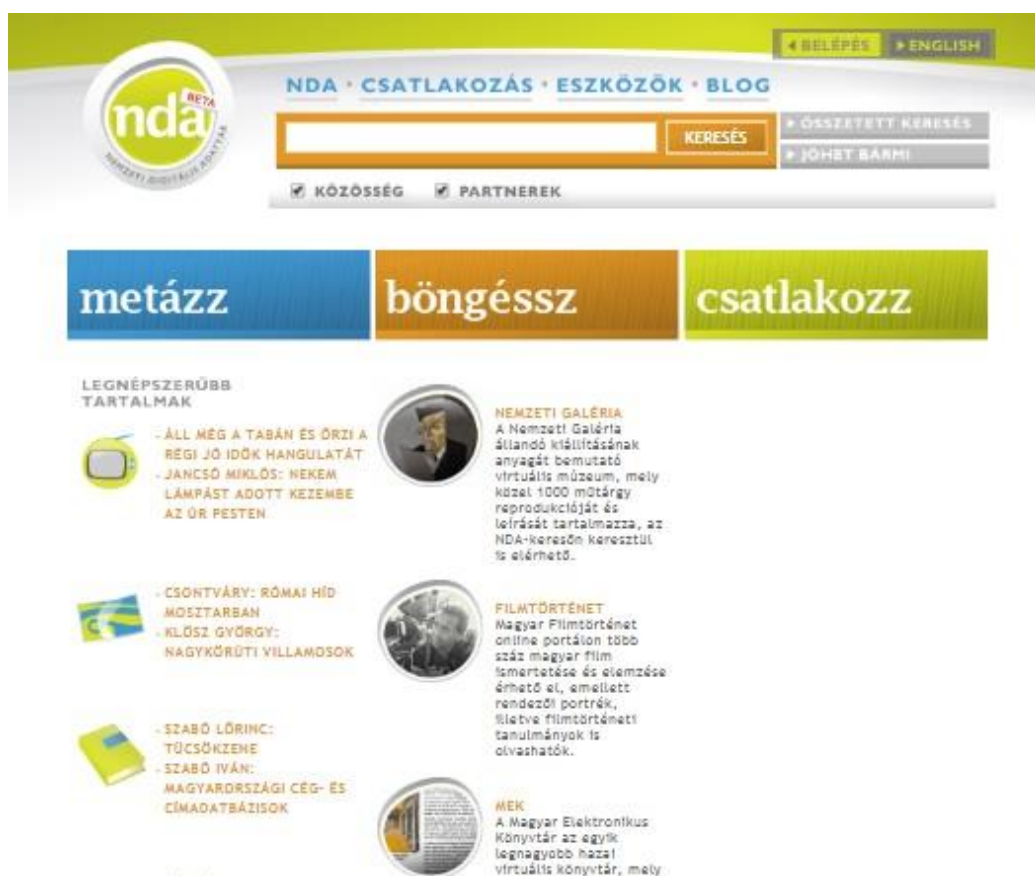 BELÉPÉS
ENGLISH
NDA · CSATLAKOZÁS · ESZKÖZÖK · BLOG
nda
BETA
NEMZETI DIGITÁLIS ADATTÁR
KERESÉS
ÖSSZETETT KERESÉS
JÖHET BÁRMI
KÖZÖSSÉG
PARTNEREK
metázz
böngéssz
csatlakozz
LEGNÉPSZERŰBB
TARTALMAK
- ÁLL MÉG A TABÁN ÉS ŐRZI A
RÉGI JÓ IDŐK HANGULATÁT
- JANCSÓ MIKLÓS: NEKEM
LÁMPÁST ADOTT KEZEMBE
AZ ÚR PESTEN
- CSONTVÁRY: RÓMAI HÍD
MOSZTARBAN
- KLÖSZ GYÖRGY:
NAGYKÖRÚTI VILLAMOSOK
- SZABÓ LŐRINC:
TÜCSÖKZENE
- SZABÓ IVÁN:
MAGYARORSZÁGI CÉG- ÉS
CÍMADATBÁZISOK
NEMZETI GALÉRIA
A Nemzeti Galéria
állandó kiállításának
anyagát bemutató
virtuális múzeum, mely
közel 1000 műtárgy
reprodukcióját és
leírását tartalmazza, az
NDA-keresőn keresztül
is elérhető.
FILMTÖRTÉNET
Magyar Filmtörténet
online portálon több
száz magyar film
ismertetése és elemzése
érhető el, emellett
rendezői portrék,
illetve filmtörténeti
tanulmányok is
olvashatók.
MEK
A Magyar Elektronikus
Könyvtár az egyik
legnagyobb hazai
virtuális könyvtár, mely